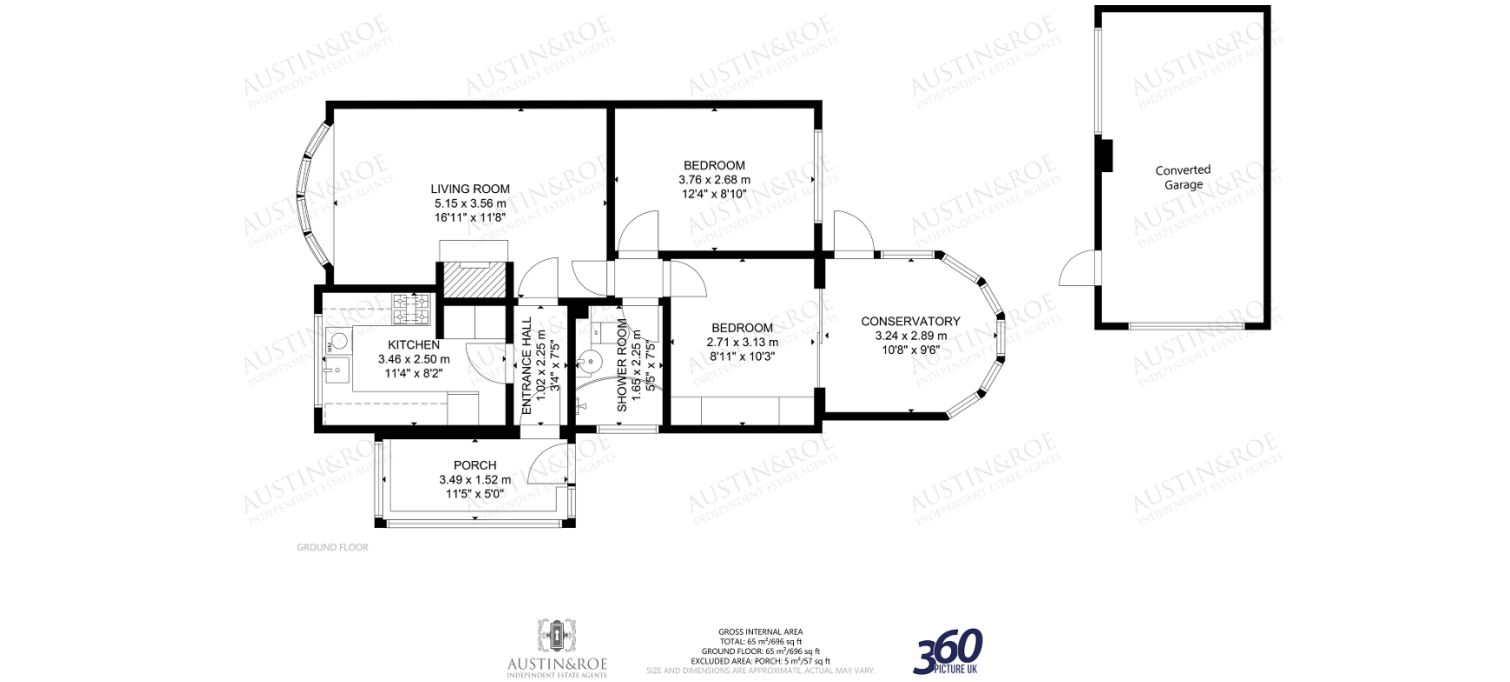 LIVING ROOM
5.15 x 3.56 m
16'11" x 11'8"
BEDROOM
3.76 x 2.68 m
12'4" x 8'10"
Converted
Garage
KITCHEN
3.46 x 2.50 m
11'4" x 8'2"
ENTRANCE HALL
1.02 x 2.25 m
3'4" x 7'5"
SHOWER ROOM
1.65 x 2.25 m
5'5" x 7'5"
BEDROOM
2.71 x 3.13 m
8'11" x 10'3"
CONSERVATORY
3.24 x 2.89 m
10'8" x 9'6"
PORCH
3.49 x 1.52 m
11'5" x 5'0"
GROUND FLOOR
AUSTIN&ROE
INDEPENDENT ESTATE AGENTS
GROSS INTERNAL AREA
TOTAL: 65 m²/696 sq ft
GROUND FLOOR: 65 m²/696 sq ft
EXCLUDED AREA: PORCH: 5 m²/57 sq ft
SIZE AND DIMENSIONS ARE APPROXIMATE, ACTUAL MAY VARY.
360
PICTURE UK